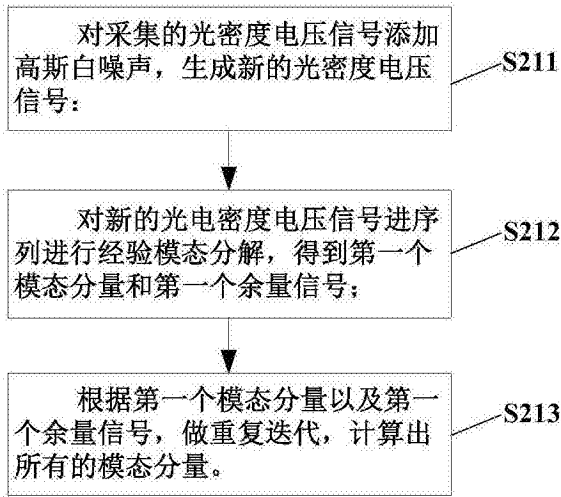 对采集的光密度电压信号添加
高斯白噪声，生成新的光密度电压
信号：
S211
对新的光电密度电压信号进序
列进行经验模态分解，得到第一个
模态分量和第一个余量信号；
S212
根据第一个模态分量以及第一
个余量信号，做重复迭代，计算出
所有的模态分量。
S213